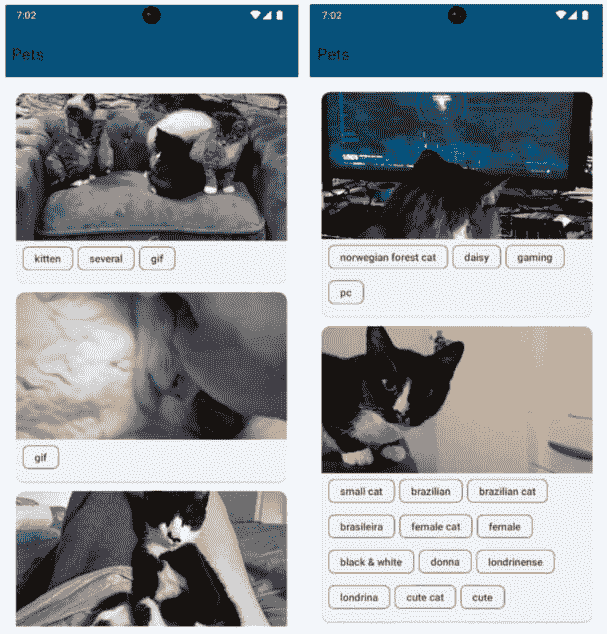 7:02
Pets
kitten several gif
gif
7:02
Pets
norwegian forest cat daisy gaming
pc
small cat brazilian brazilian cat
brasileira female cat female
black & white donna londrinense
londrina cute cat cute